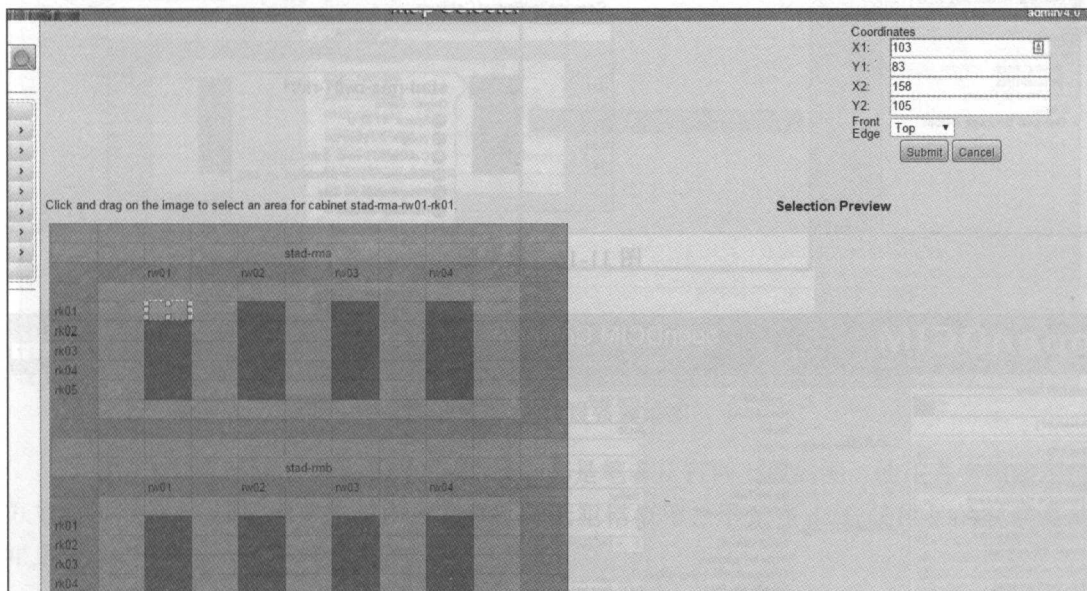 Map Selector
admin/4.0
Coordinates
X1: 103
Y1: 83
X2: 158
Y2: 105
Front Edge Top
Submit Cancel
Click and drag on the image to select an area for cabinet stad-rma-rw01-rk01.
Selection Preview
stad-rma
rw01 rw02 rw03 rw04
rk01
rk02
rk03
rk04
rk05
stad-rmb
rw01 rw02 rw03 rw04
rk01
rk02
rk03
rk04